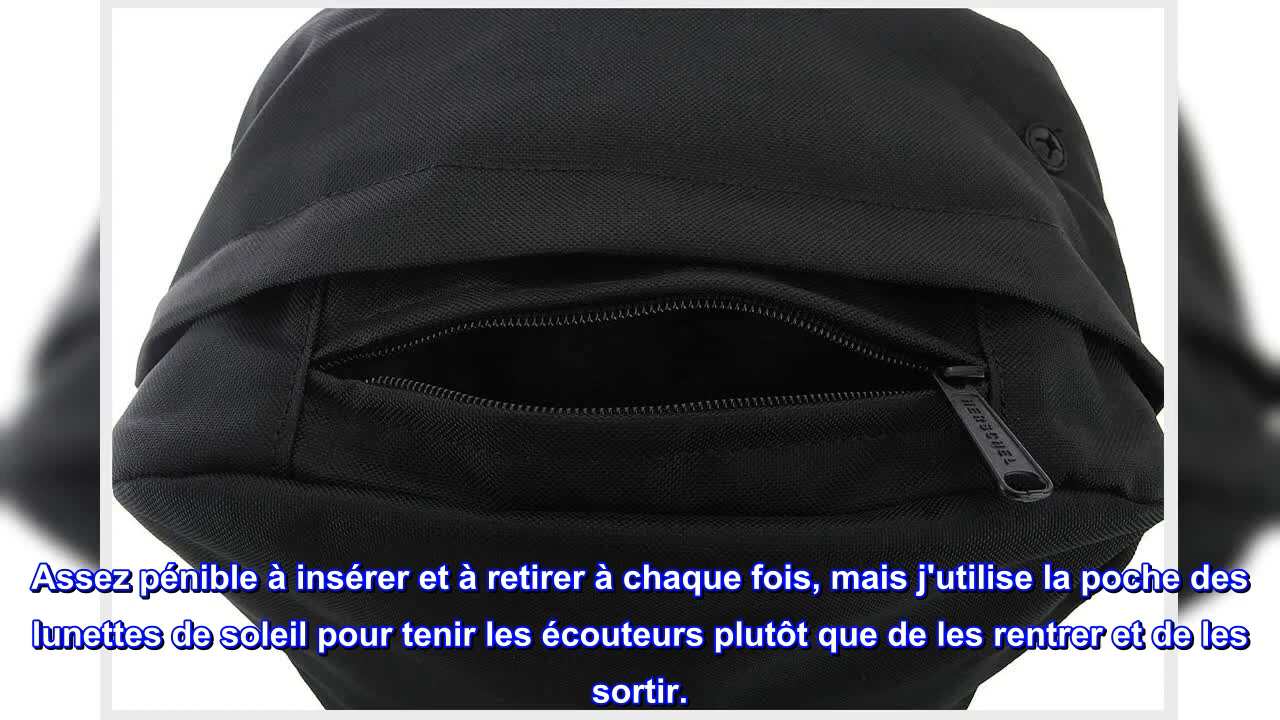 HERSCHEL
Assez pénible à insérer et à retirer à chaque fois, mais j'utilise la poche des
lunettes de soleil pour tenir les écouteurs plutôt que de les rentrer et de les
sortir.